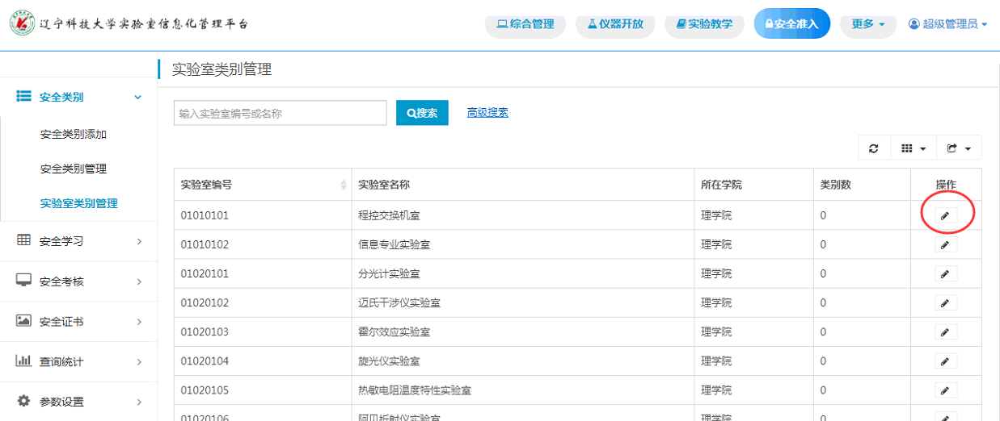 辽宁科技大学实验室信息化管理平台
综合管理 仪器开放 实验教学 安全准入 更多 超级管理员
实验室类别管理
安全类别
安全类别添加
安全类别管理
实验室类别管理
安全学习
安全考核
安全证书
查询统计
参数设置
输入实验室编号或名称 搜索 高级搜索
实验室编号 实验室名称 所在学院 类别数 操作
01010101 程控交换机室 理学院 0
01010102 信息专业实验室 理学院 0
01020101 分光计实验室 理学院 0
01020102 迈氏干涉仪实验室 理学院 0
01020103 霍尔效应实验室 理学院 0
01020104 旋光仪实验室 理学院 0
01020105 热敏电阻温度特性实验室 理学院 0
01020106 阿贝折射仪实验室 理学院 0